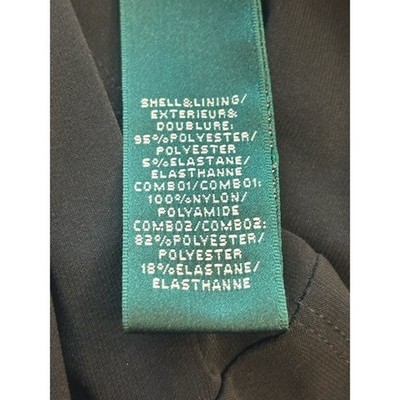 SHELL&LINING/
EXTERIEUR&
DOUBLURE:
95%POLYESTER/
POLYESTER
5%ELASTANE/
ELASTHANNE
COMBO1/COMBO1:
100%NYLON/
POLYAMIDE
COMBO2/COMBO2:
82%POLYESTER/
POLYESTER
18%ELASTANE/
ELASTHANNE